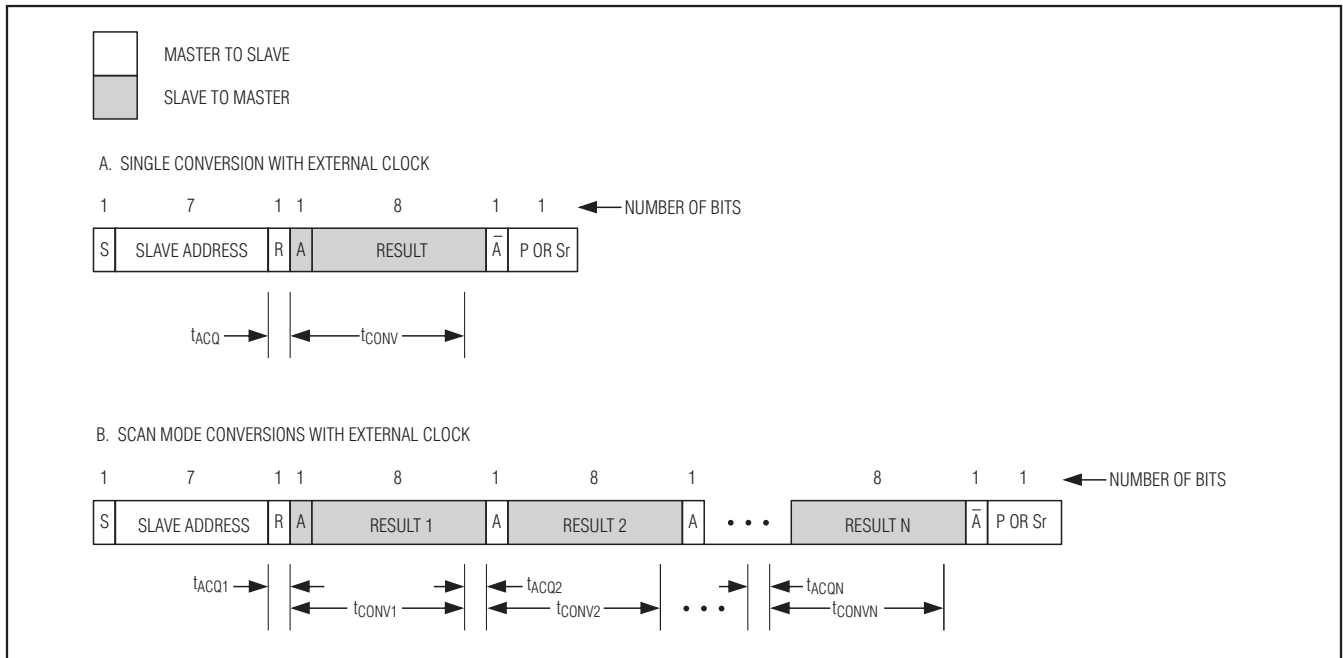 MASTER TO SLAVE
SLAVE TO MASTER
A. SINGLE CONVERSION WITH EXTERNAL CLOCK
1 7 1 1 8 1 1 NUMBER OF BITS
S SLAVE ADDRESS R A RESULT A̅ P OR Sr
tACQ tCONV
B. SCAN MODE CONVERSIONS WITH EXTERNAL CLOCK
1 7 1 1 8 1 8 1 8 1 1 NUMBER OF BITS
S SLAVE ADDRESS R A RESULT 1 A RESULT 2 A • • • RESULT N A̅ P OR Sr
tACQ1 tACQ2 tACQN
tCONV1 tCONV2 • • • tCONVN